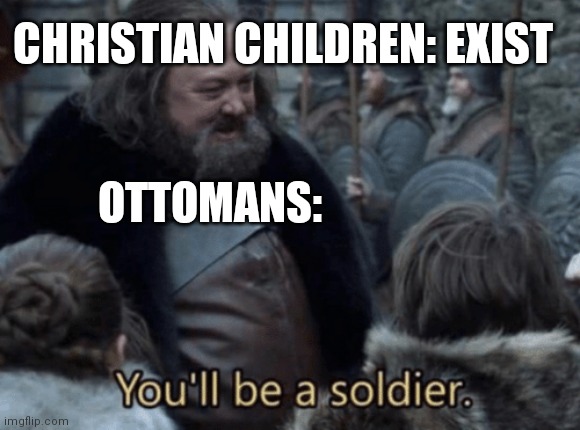 CHRISTIAN CHILDREN: EXIST
OTTOMANS:
You'll be a soldier.
imgflip.com